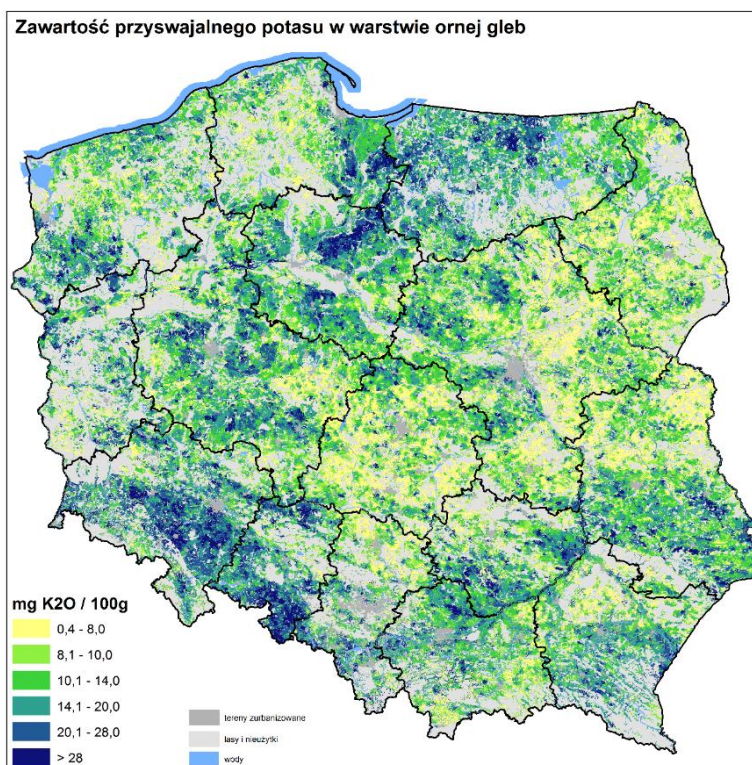 Zawartość przyswajalnego potasu w warstwie ornej gleb
mg K2O / 100g
0,4 - 8,0
8,1 - 10,0
10,1 - 14,0
14,1 - 20,0
20,1 - 28,0
> 28
tereny zurbanizowane
lasy i nieużytki
wody